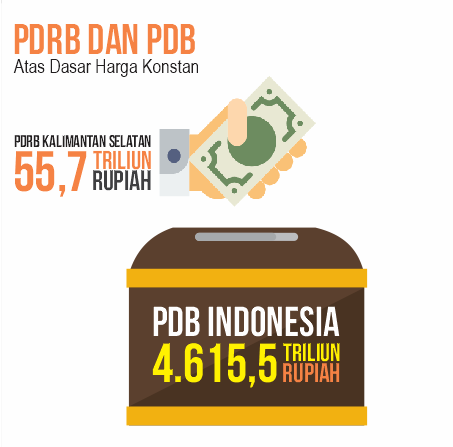 PDRB DAN PDB
Atas Dasar Harga Konstan
PDRB KALIMANTAN SELATAN
55,7 TRILIUN RUPIAH
PDB INDONESIA
4.615,5 TRILIUN RUPIAH